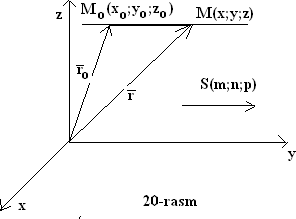 z M₀(x₀;y₀;z₀) M(x;y;z)
r̅₀
r̅
S(m;n;p)
y
x
20-rasm